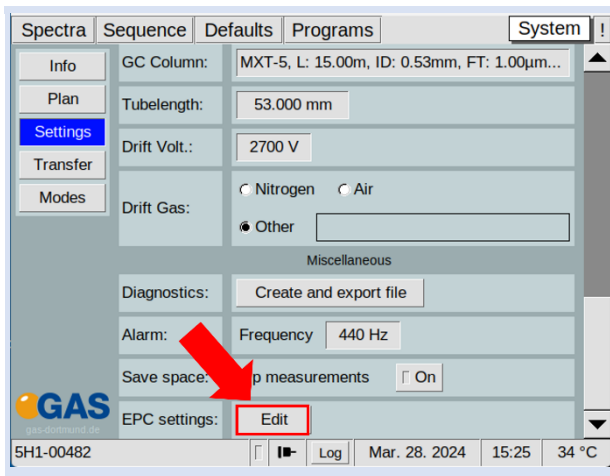 Spectra Sequence Defaults Programs System !
Info
Plan
Settings
Transfer
Modes
GC Column: MXT-5, L: 15.00m, ID: 0.53mm, FT: 1.00µm...
Tubelength: 53.000 mm
Drift Volt.: 2700 V
Drift Gas: Nitrogen Air
Other
Miscellaneous
Diagnostics: Create and export file
Alarm: Frequency 440 Hz
Save space: p measurements On
EPC settings: Edit
GAS
gas-dortmund.de
5H1-00482 Log Mar. 28. 2024 15:25 34 °C